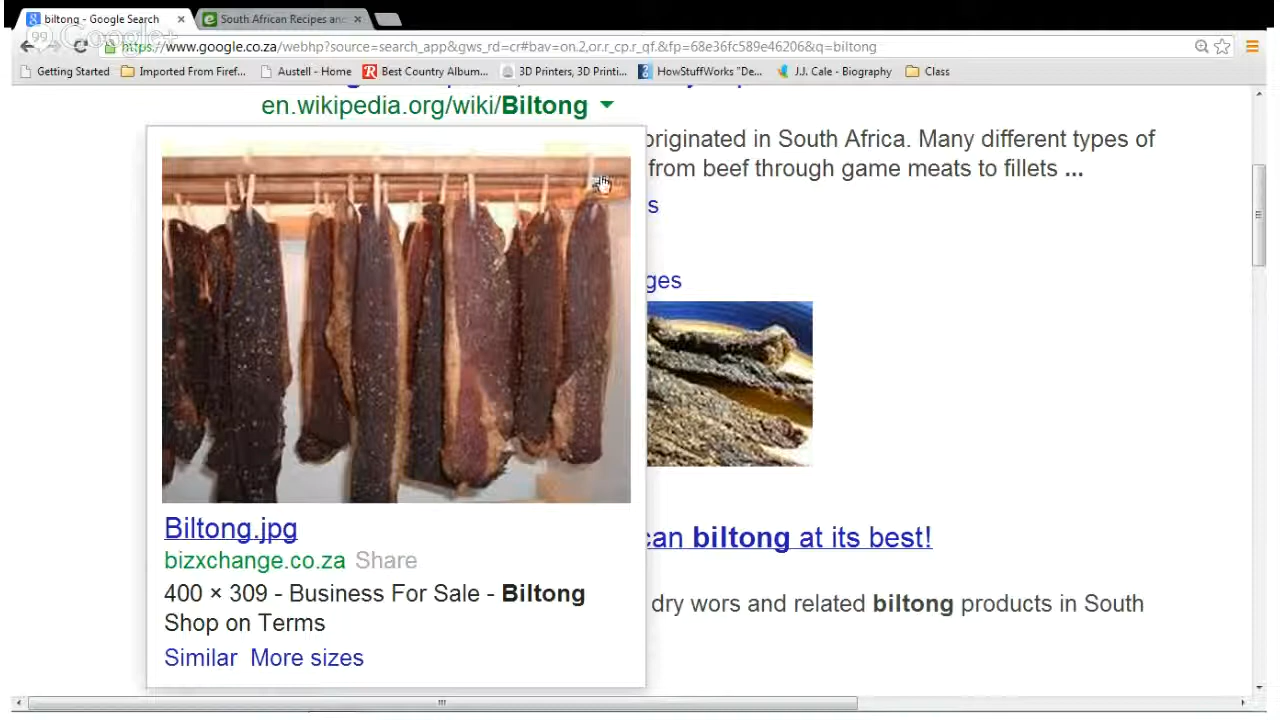 biltong - Google Search
South African Recipes and
Google+
https://www.google.co.za/webhp?source=search_app&gws_rd=cr#bav=on.2,or.r_cp.r_qf.&fp=68e36fc589e46206&q=biltong
Getting Started
Imported From Firef...
Austell - Home
Best Country Album...
3D Printers, 3D Printi...
HowStuffWorks "De...
J.J. Cale - Biography
Class
en.wikipedia.org/wiki/Biltong
originated in South Africa. Many different types of
from beef through game meats to fillets ...
s
ges
Biltong.jpg
bizxchange.co.za Share
400 × 309 - Business For Sale - Biltong
Shop on Terms
Similar More sizes
can biltong at its best!
dry wors and related biltong products in South